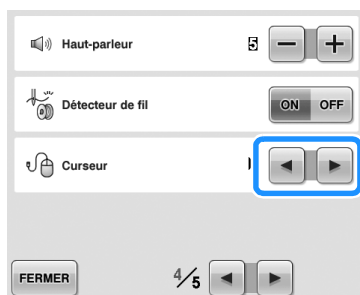 Haut-parleur 5 − +
Détecteur de fil ON OFF
Curseur
FERMER 4/5